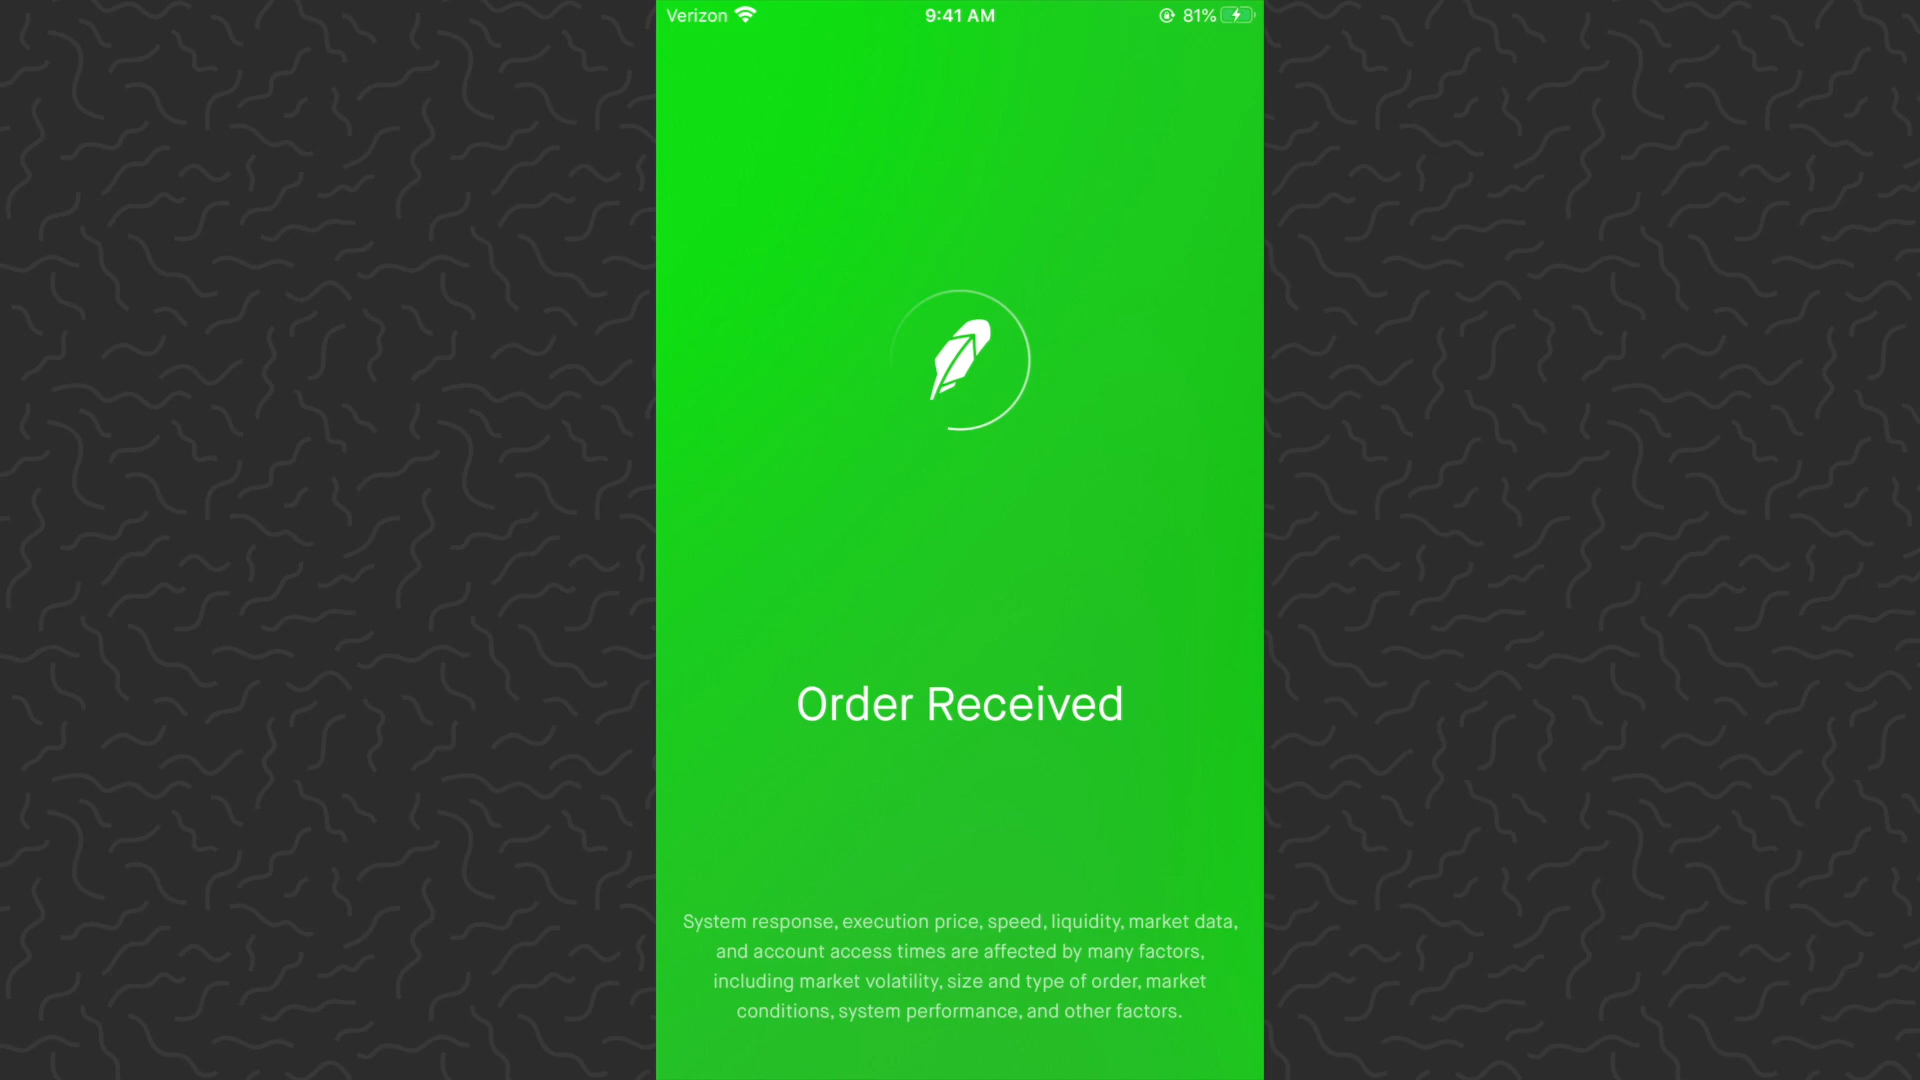 Verizon 9:41 AM 81%
Order Received
System response, execution price, speed, liquidity, market data,
and account access times are affected by many factors,
including market volatility, size and type of order, market
conditions, system performance, and other factors.